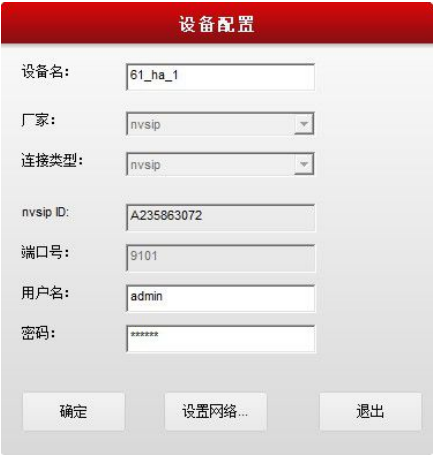 设备配置
设备名： 61_ha_1
厂家： nvsip
连接类型： nvsip
nvsip ID: A235863072
端口号： 9101
用户名： admin
密码： ******
确定 设置网络... 退出